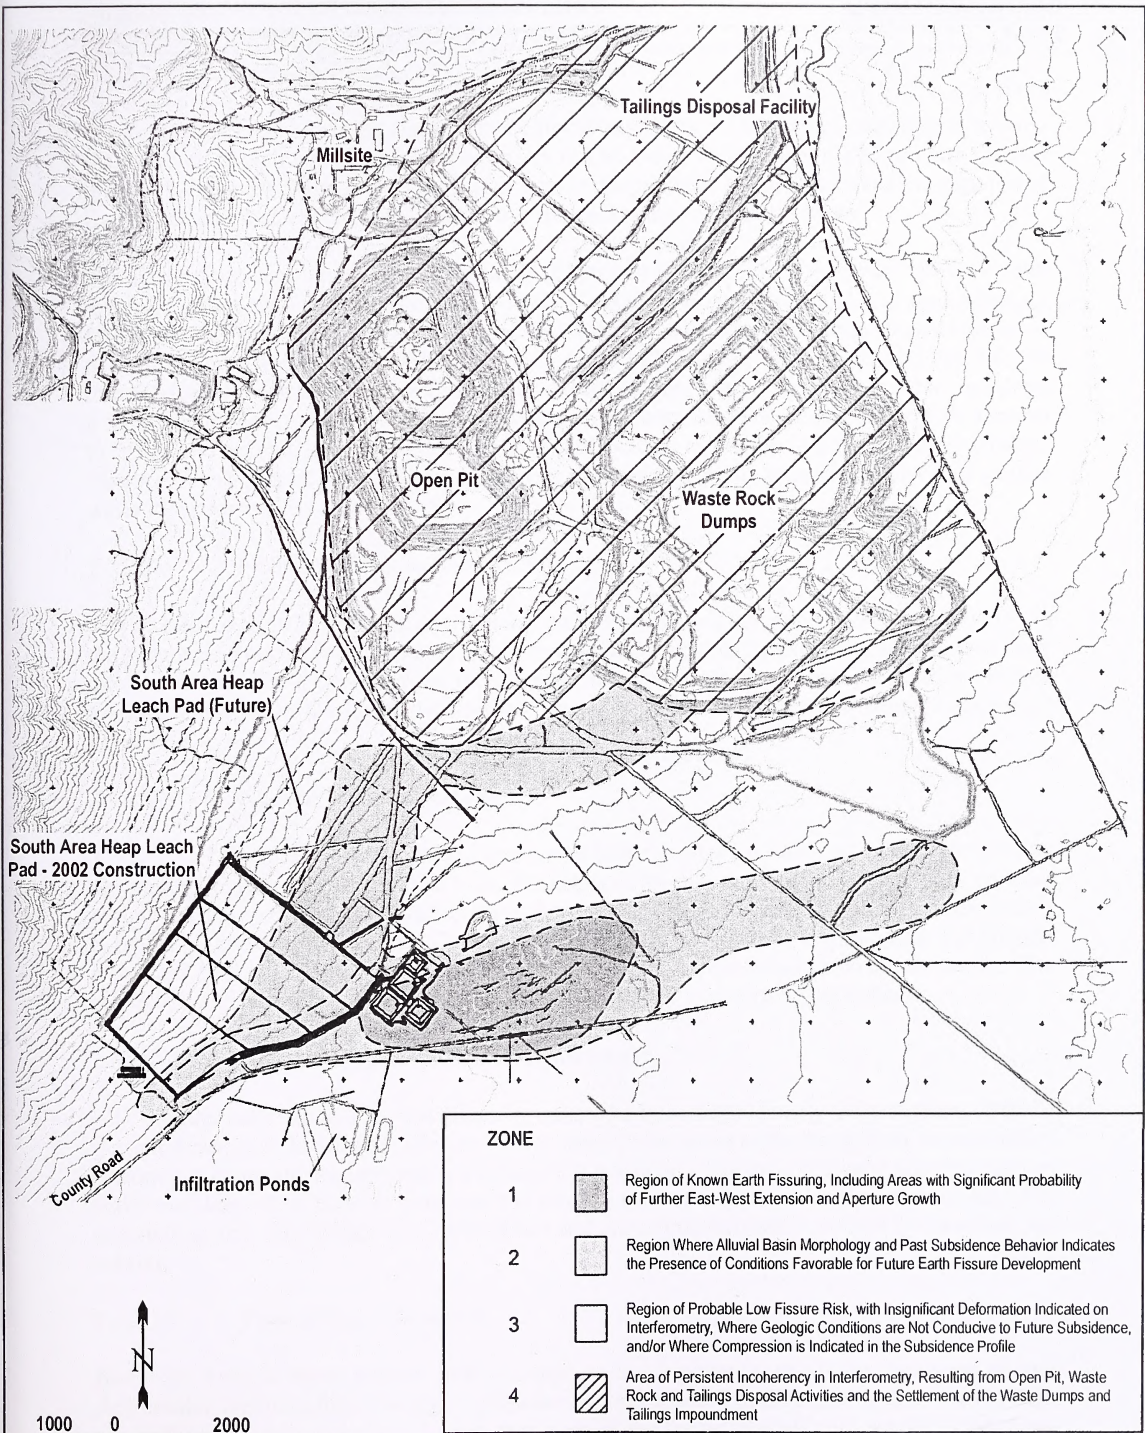 Tailings Disposal Facility
Millsite
Open Pit
Waste Rock
Dumps
South Area Heap
Leach Pad (Future)
South Area Heap Leach
Pad - 2002 Construction
County Road
Infiltration Ponds
ZONE
1
Region of Known Earth Fissuring, Including Areas with Significant Probability
of Further East-West Extension and Aperture Growth
2
Region Where Alluvial Basin Morphology and Past Subsidence Behavior Indicates
the Presence of Conditions Favorable for Future Earth Fissure Development
3
Region of Probable Low Fissure Risk, with Insignificant Deformation Indicated on
Interferometry, Where Geologic Conditions are Not Conducive to Future Subsidence,
and/or Where Compression is Indicated in the Subsidence Profile
4
Area of Persistent Incoherency in Interferometry, Resulting from Open Pit, Waste
Rock and Tailings Disposal Activities and the Settlement of the Waste Dumps and
Tailings Impoundment
N
1000 0 2000